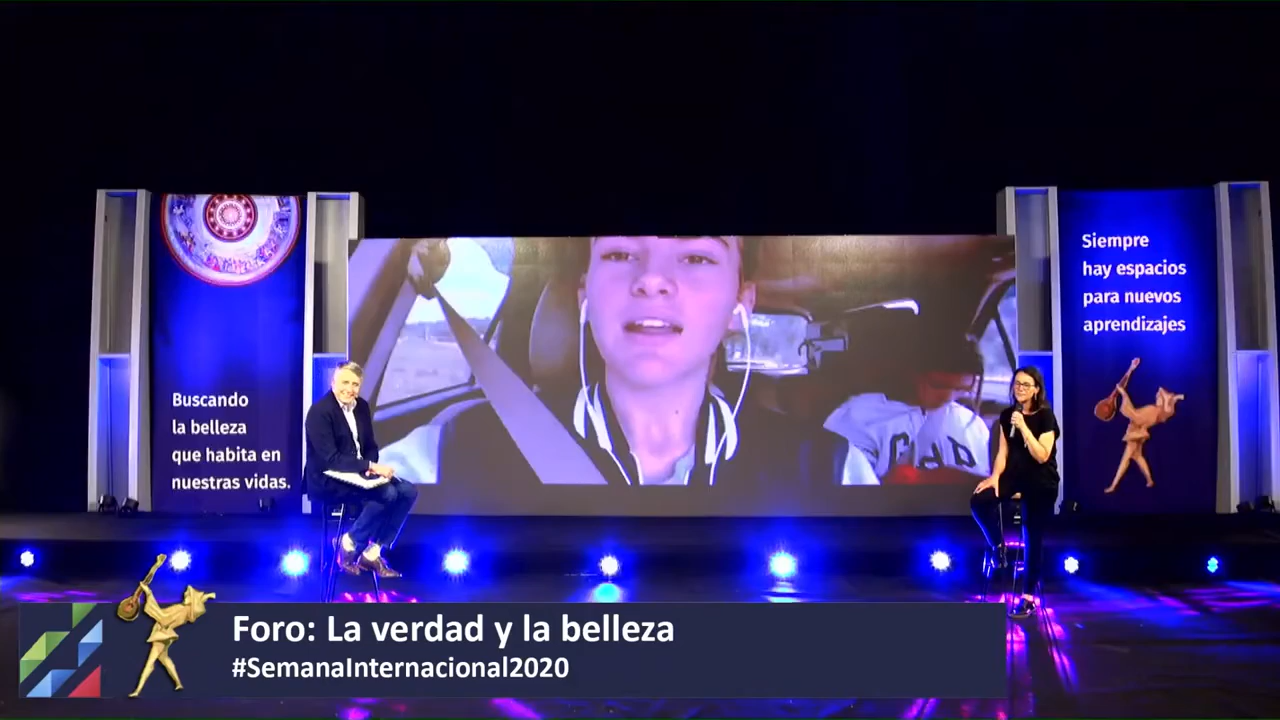 Siempre
hay espacios
para nuevos
aprendizajes
Buscando
la belleza
que habita en
nuestras vidas.
Foro: La verdad y la belleza
#SemanaInternacional2020